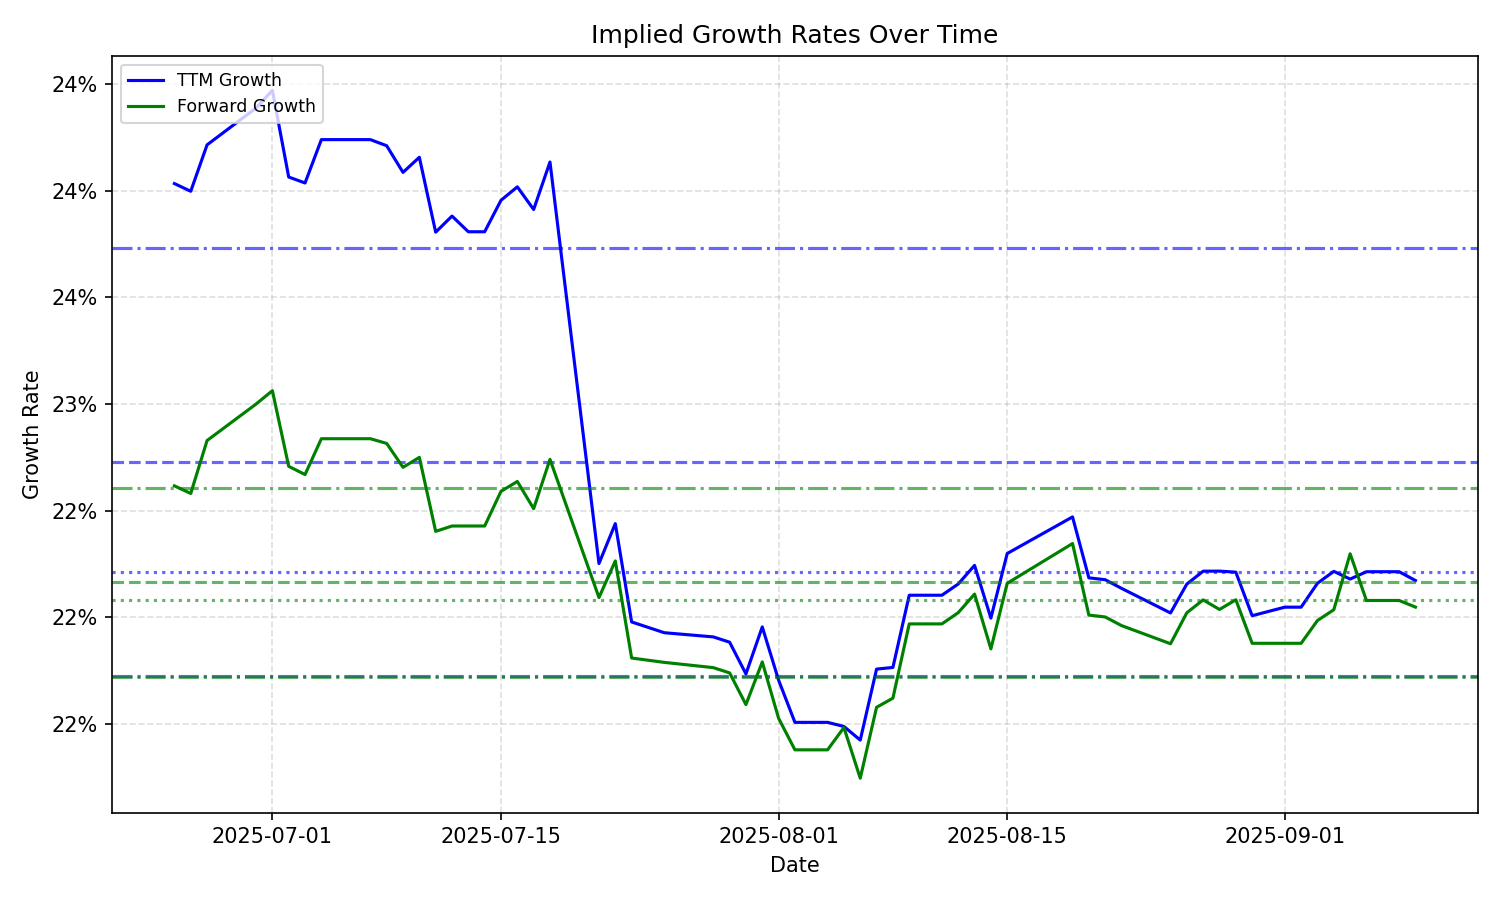 Implied Growth Rates Over Time
TTM Growth
Forward Growth
24%
24%
24%
23%
22%
22%
22%
Growth Rate
2025-07-01
2025-07-15
2025-08-01
2025-08-15
2025-09-01
Date